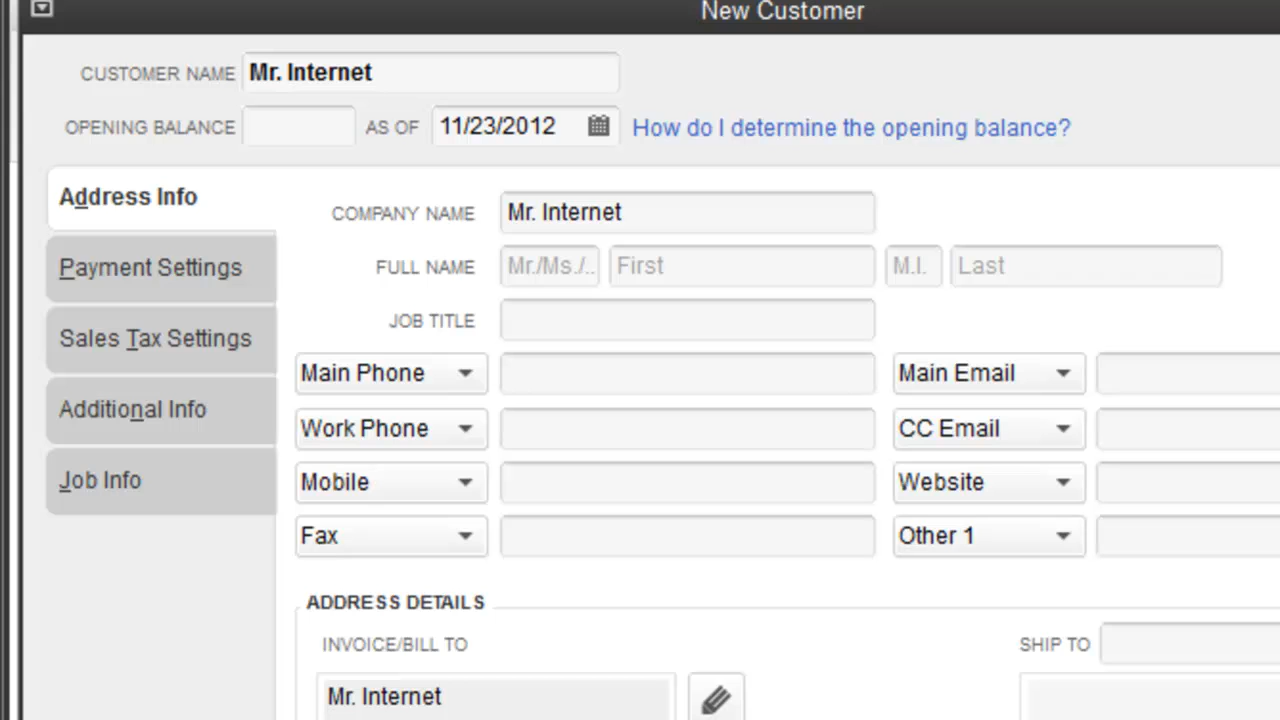 New Customer
CUSTOMER NAME Mr. Internet
OPENING BALANCE AS OF 11/23/2012 How do I determine the opening balance?
Address Info
Payment Settings
Sales Tax Settings
Additional Info
Job Info
COMPANY NAME Mr. Internet
FULL NAME Mr./Ms./.. First M.I. Last
JOB TITLE
Main Phone Main Email
Work Phone CC Email
Mobile Website
Fax Other 1
ADDRESS DETAILS
INVOICE/BILL TO SHIP TO
Mr. Internet